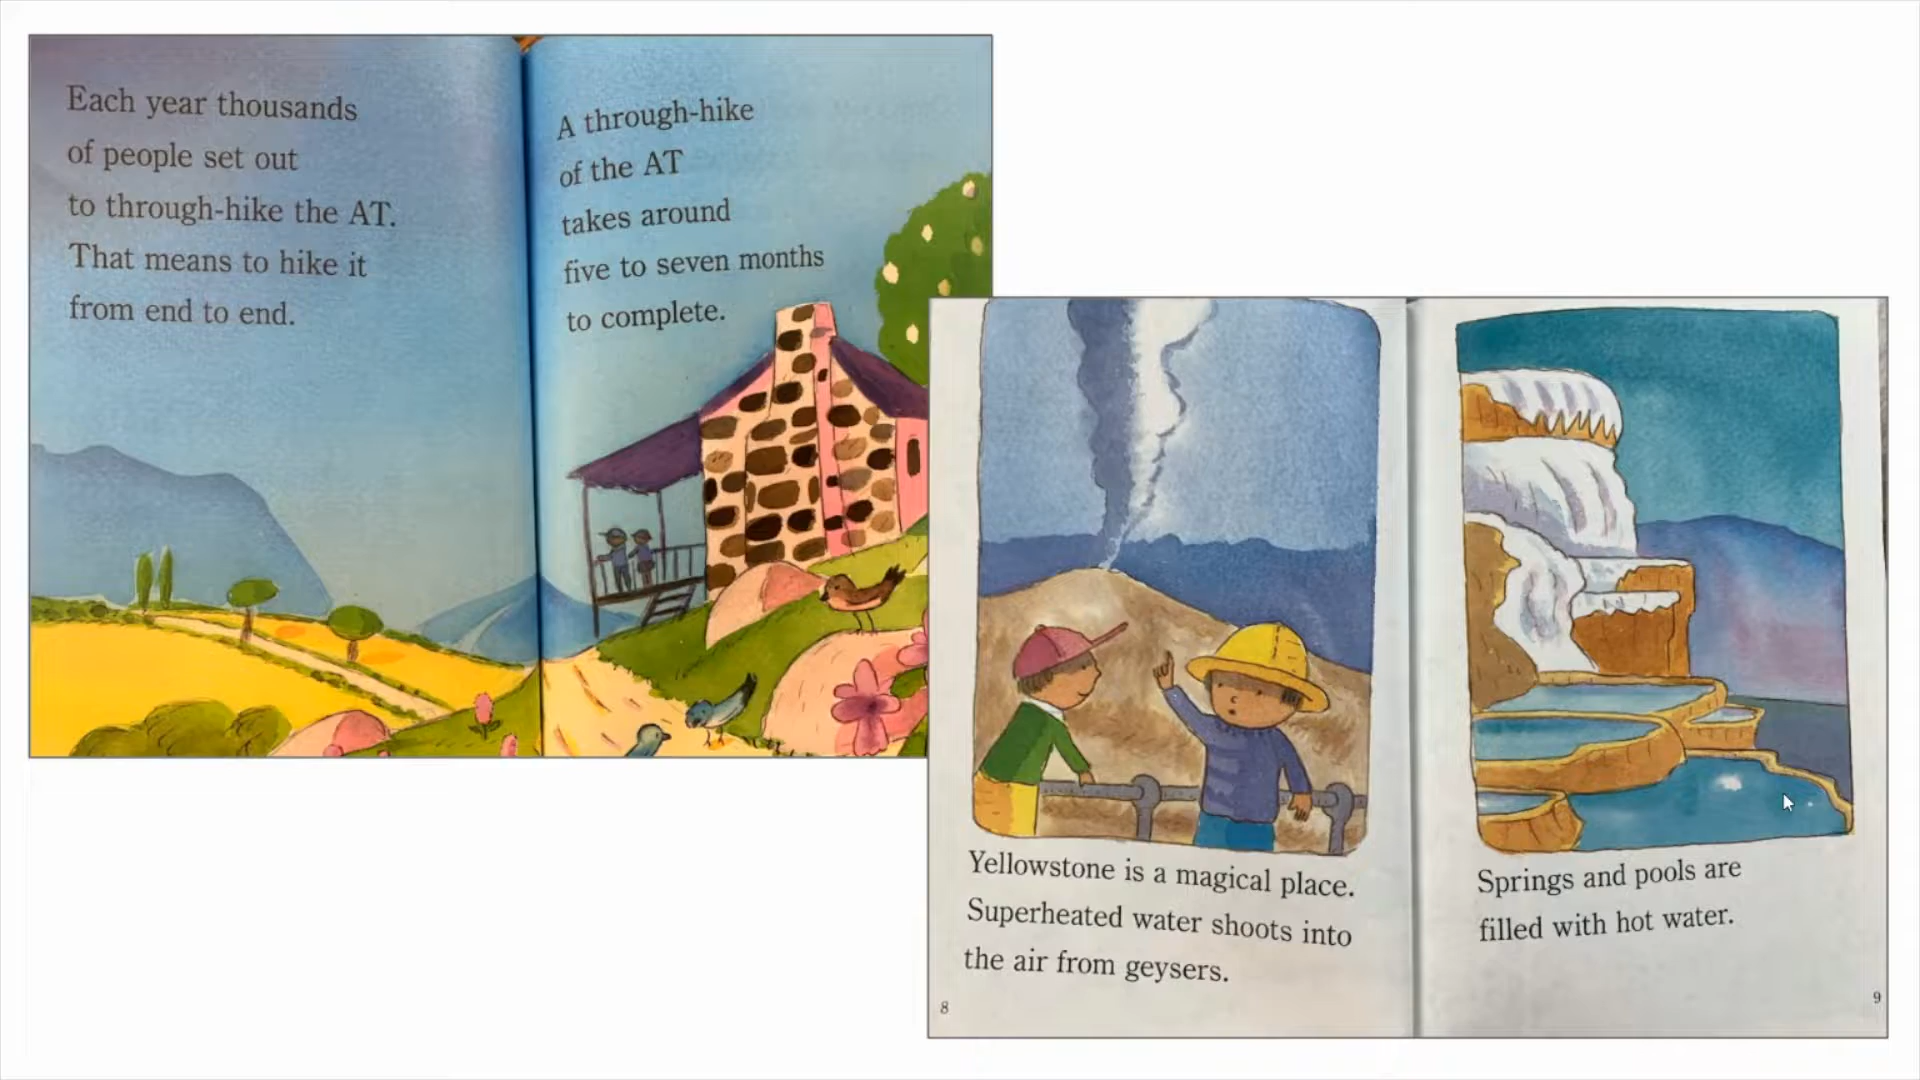 Each year thousands
of people set out
to through-hike the AT.
That means to hike it
from end to end.
A through-hike
of the AT
takes around
five to seven months
to complete.
Yellowstone is a magical place.
Superheated water shoots into
the air from geysers.
8
Springs and pools are
filled with hot water.
9